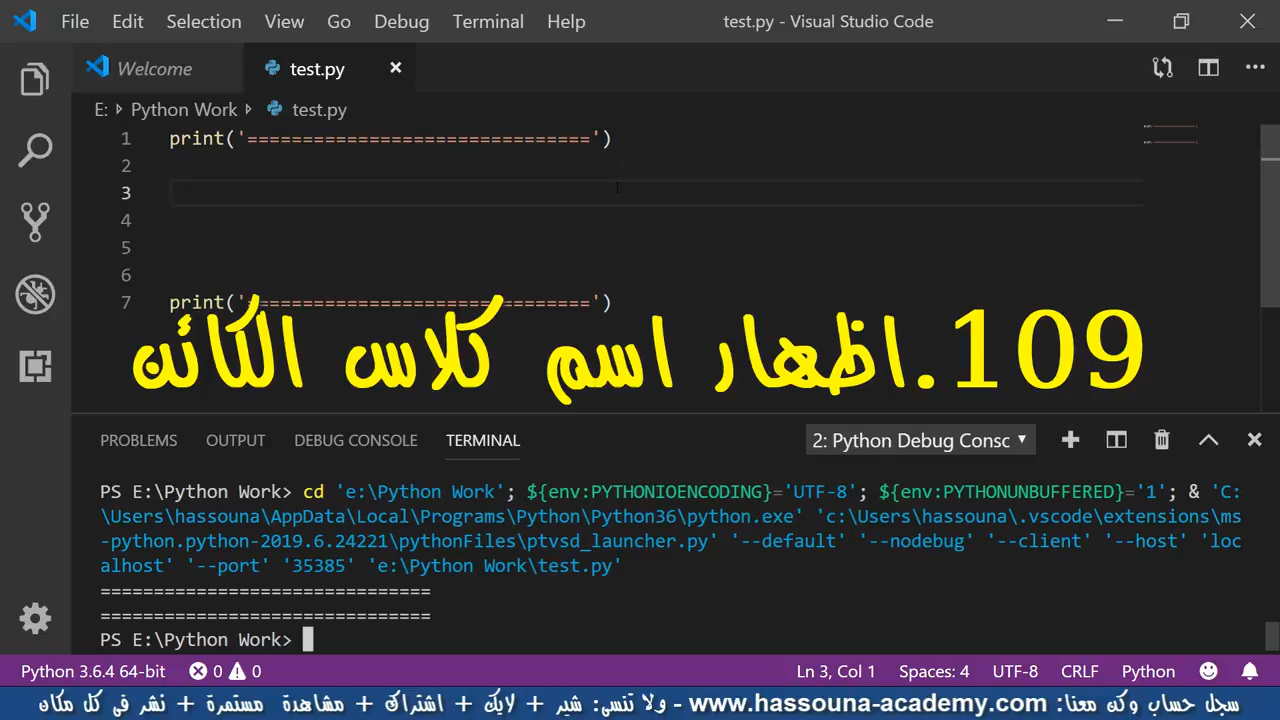 File Edit Selection View Go Debug Terminal Help test.py - Visual Studio Code
Welcome test.py
E: Python Work test.py
1 print('==============================')
2
3
4
5
6
7 print('==============================')
109.اظهار اسم كلاس الكائن
PROBLEMS OUTPUT DEBUG CONSOLE TERMINAL 2: Python Debug Consc
PS E:\Python Work> cd 'e:\Python Work'; ${env:PYTHONIOENCODING}='UTF-8'; ${env:PYTHONUNBUFFERED}='1'; & 'C:
\Users\hassouna\AppData\Local\Programs\Python\Python36\python.exe' 'c:\Users\hassouna\.vscode\extensions\ms
-python.python-2019.6.24221\pythonFiles\ptvsd_launcher.py' '--default' '--nodebug' '--client' '--host' 'loc
alhost' '--port' '35385' 'e:\Python Work\test.py'
==============================
==============================
PS E:\Python Work>
Python 3.6.4 64-bit 0 0 Ln 3, Col 1 Spaces: 4 UTF-8 CRLF Python
سجل حساب وكن معنا: www.hassouna-academy.com - ولا تنسى: شير + لايك + اشتراك + مشاهدة مستمرة + نشر فى كل مكان